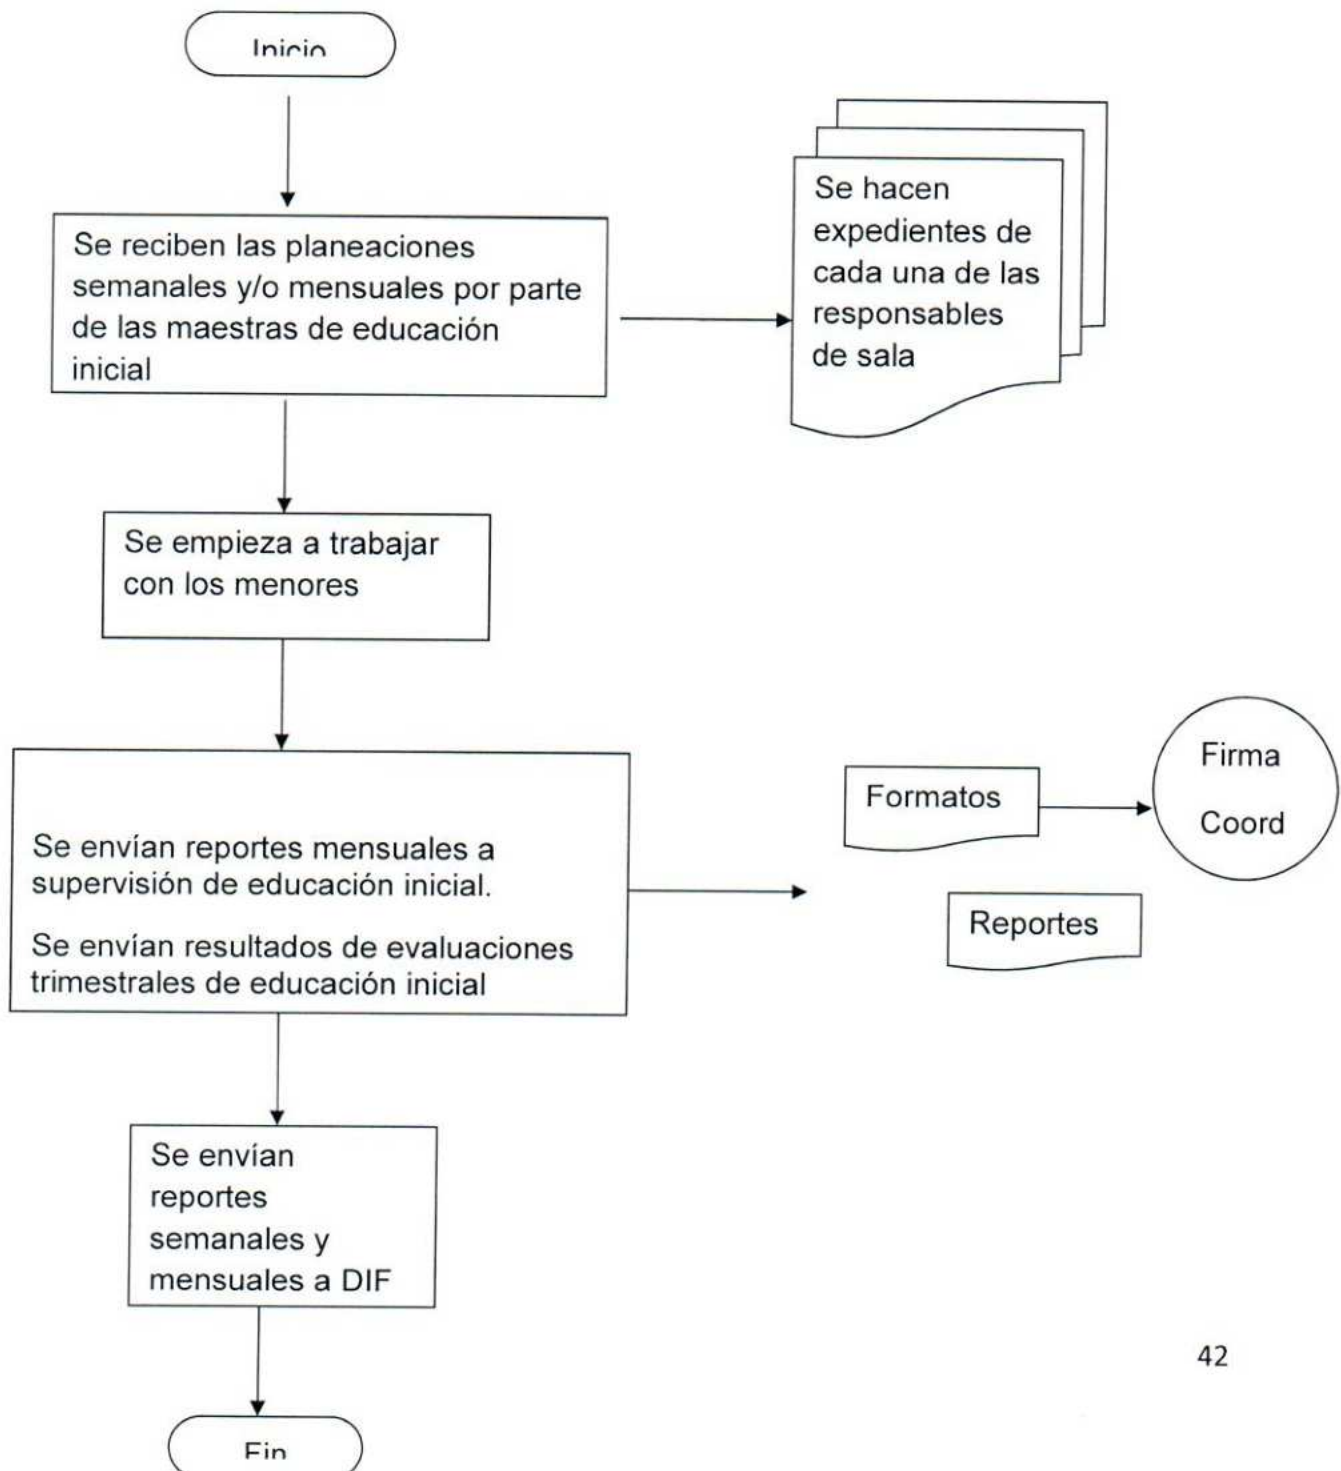 Inicio
Se reciben las planeaciones
semanales y/o mensuales por parte
de las maestras de educación
inicial
Se hacen
expedientes de
cada una de las
responsables
de sala
Se empieza a trabajar
con los menores
Se envían reportes mensuales a
supervisión de educación inicial.
Se envían resultados de evaluaciones
trimestrales de educación inicial
Formatos
Firma
Coord
Reportes
Se envían
reportes
semanales y
mensuales a DIF
42
Fin